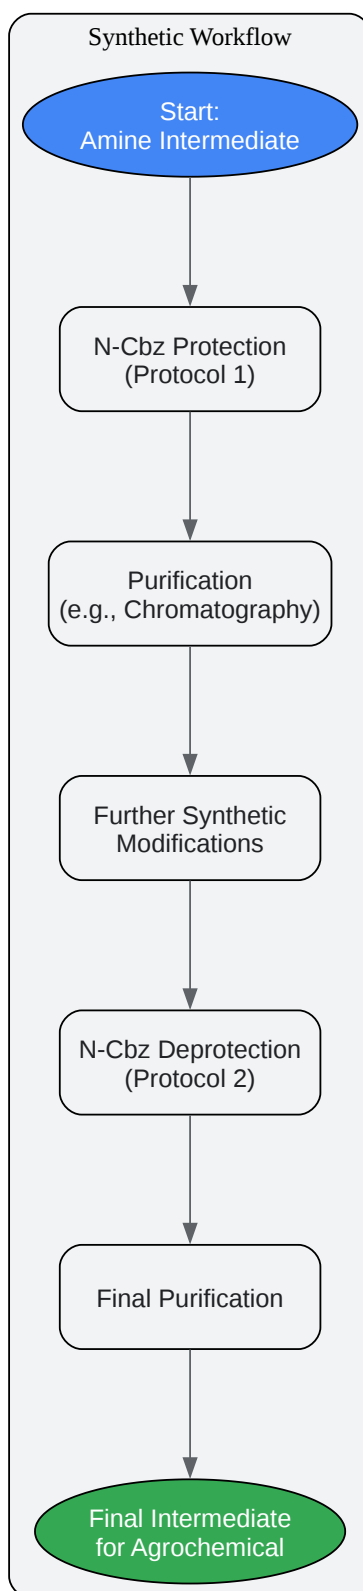 Synthetic Workflow
Start:
Amine Intermediate
N-Cbz Protection
(Protocol 1)
Purification
(e.g., Chromatography)
Further Synthetic
Modifications
N-Cbz Deprotection
(Protocol 2)
Final Purification
Final Intermediate
for Agrochemical